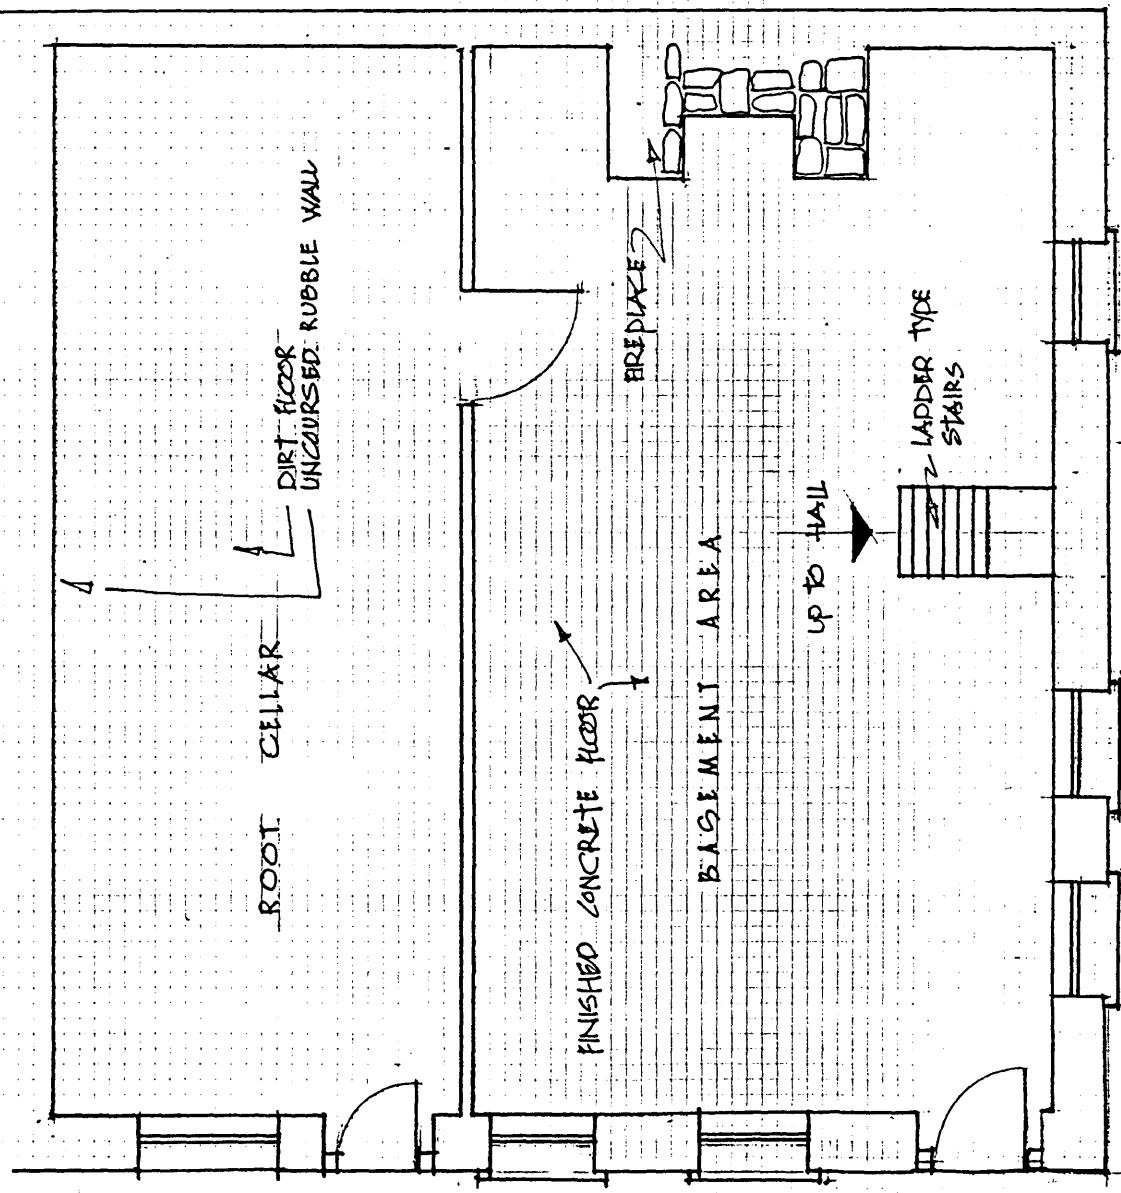 ROOT CELLAR
DIRT FLOOR
UNCOURSED RUBBLE WALL
FINISHED CONCRETE FLOOR
FIREPLACE
BASEMENT AREA
UP TO HALL
LADDER TYPE
STAIRS